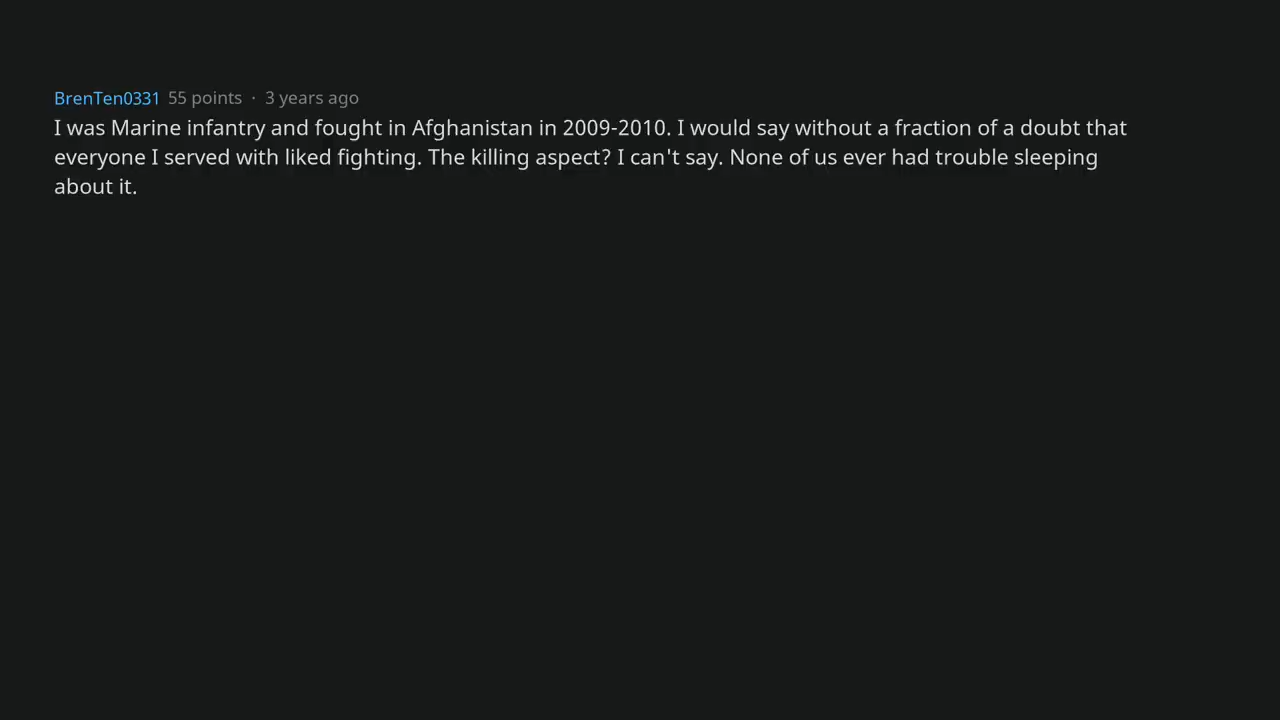 BrenTen0331 55 points · 3 years ago
I was Marine infantry and fought in Afghanistan in 2009-2010. I would say without a fraction of a doubt that
everyone I served with liked fighting. The killing aspect? I can't say. None of us ever had trouble sleeping
about it.